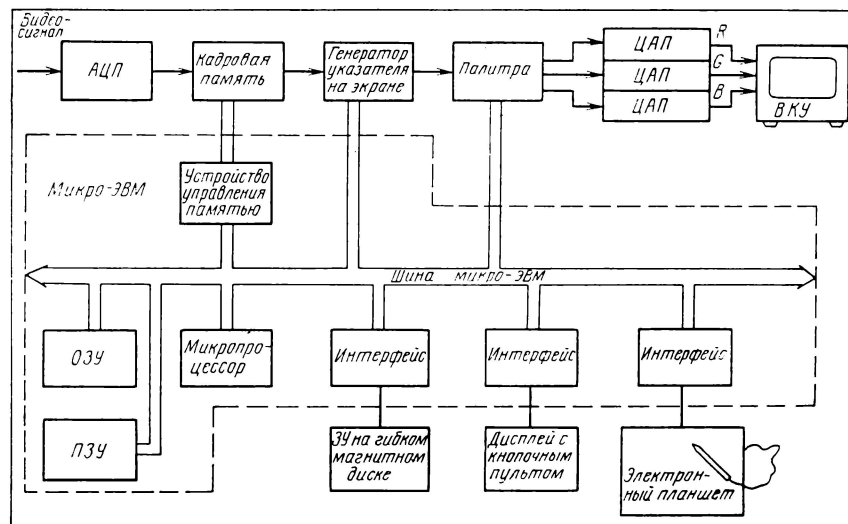 Видео-
сигнал
АЦП
Кадровая
память
Генератор
указателя
на экране
Палитра
ЦАП
ЦАП
ЦАП
R
G
B
ВКУ
Микро-ЭВМ
Устройство
управления
памятью
Шина микро-ЭВМ
ОЗУ
ПЗУ
Микропро-
цессор
Интерфейс
Интерфейс
Интерфейс
ЗУ на гибком
магнитном
диске
Дисплей с
кнопочным
пультом
Электрон-
ный планшет